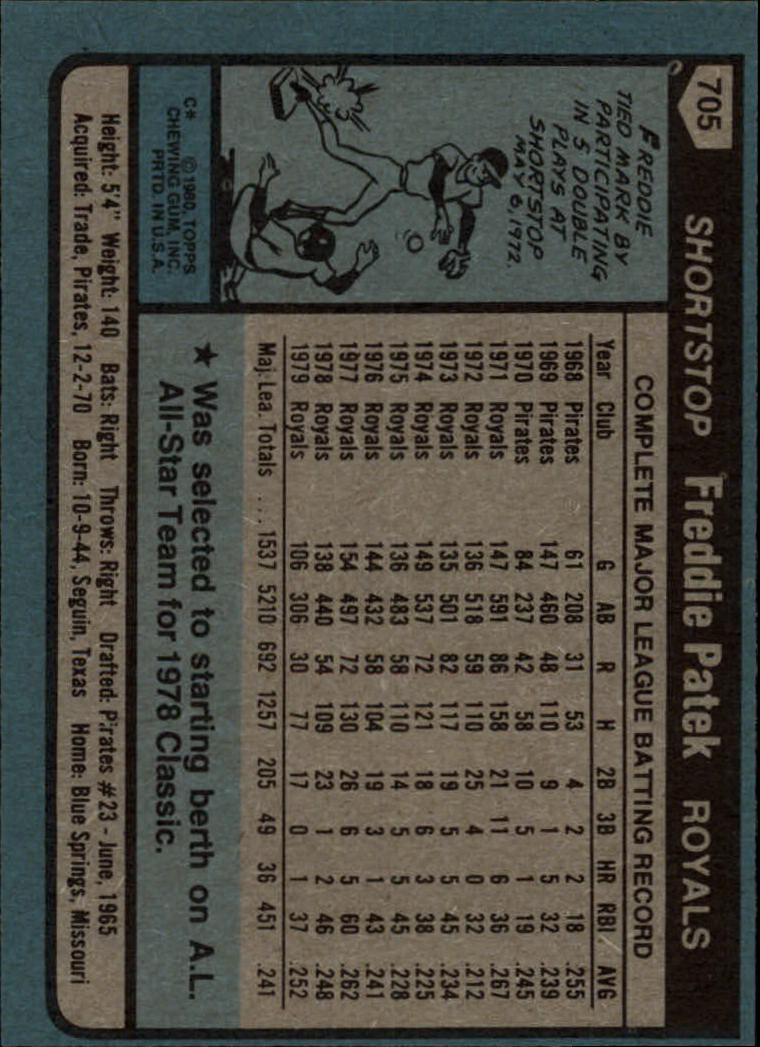 705 SHORTSTOP Freddie Patek ROYALS
FREDDIE
TIED MARK BY
PARTICIPATING
IN 5 DOUBLE
PLAYS AT
SHORTSTOP
MAY 6, 1972.
C* © 1980, TOPPS
CHEWING GUM, INC.
PRTD. IN U.S.A.
COMPLETE MAJOR LEAGUE BATTING RECORD
Year Club G AB R H 2B 3B HR RBI. AVG
1968 Pirates 61 208 31 53 4 2 2 18 .255
1969 Pirates 147 460 48 110 9 1 5 32 .239
1970 Pirates 84 237 42 58 10 5 1 19 .245
1971 Royals 147 591 86 158 21 11 6 36 .267
1972 Royals 136 518 59 110 25 4 0 32 .212
1973 Royals 135 501 82 117 19 5 5 45 .234
1974 Royals 149 537 72 121 18 6 3 38 .225
1975 Royals 136 483 58 110 14 5 5 45 .228
1976 Royals 144 432 58 104 19 3 1 43 .241
1977 Royals 154 497 72 130 26 6 5 60 .262
1978 Royals 138 440 54 109 23 1 2 46 .248
1979 Royals 106 306 30 77 17 0 1 37 .252
Maj. Lea. Totals . . . 1537 5210 692 1257 205 49 36 451 .241
★ Was selected to starting berth on A.L.
All-Star Team for 1978 Classic.
Height: 5'4" Weight: 140 Bats: Right Throws: Right Drafted: Pirates #23 - June, 1965
Acquired: Trade, Pirates, 12-2-70 Born: 10-9-44, Seguin, Texas Home: Blue Springs, Missouri